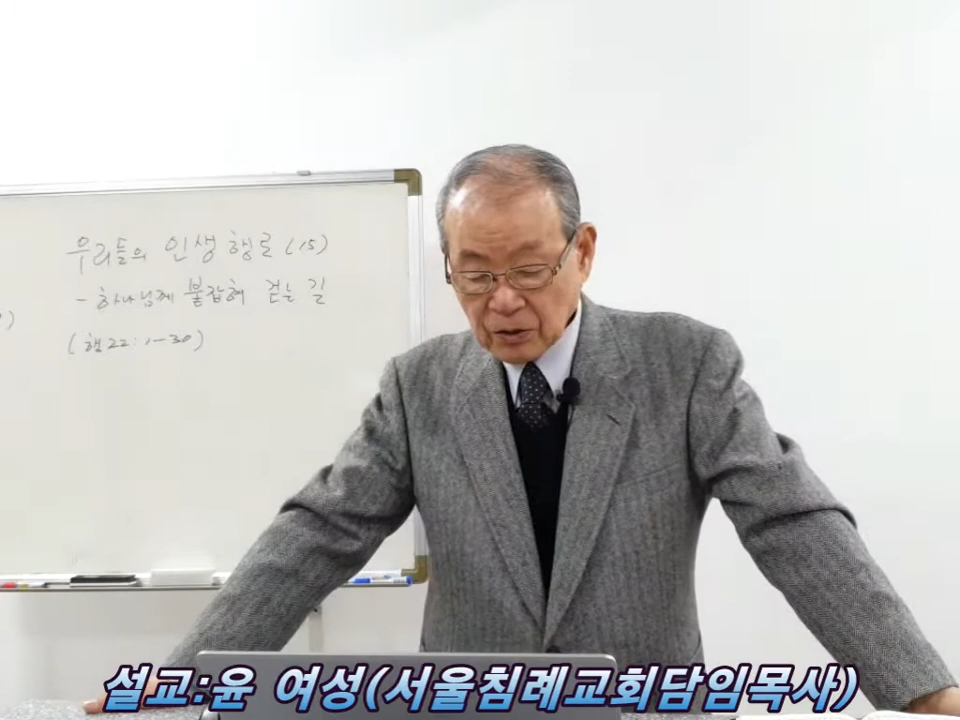 우리들의 인생 행로 (15)
- 하나님께 붙잡혀 걷는 길
(행 22:1-30)
설교:윤 여성(서울침례교회담임목사)